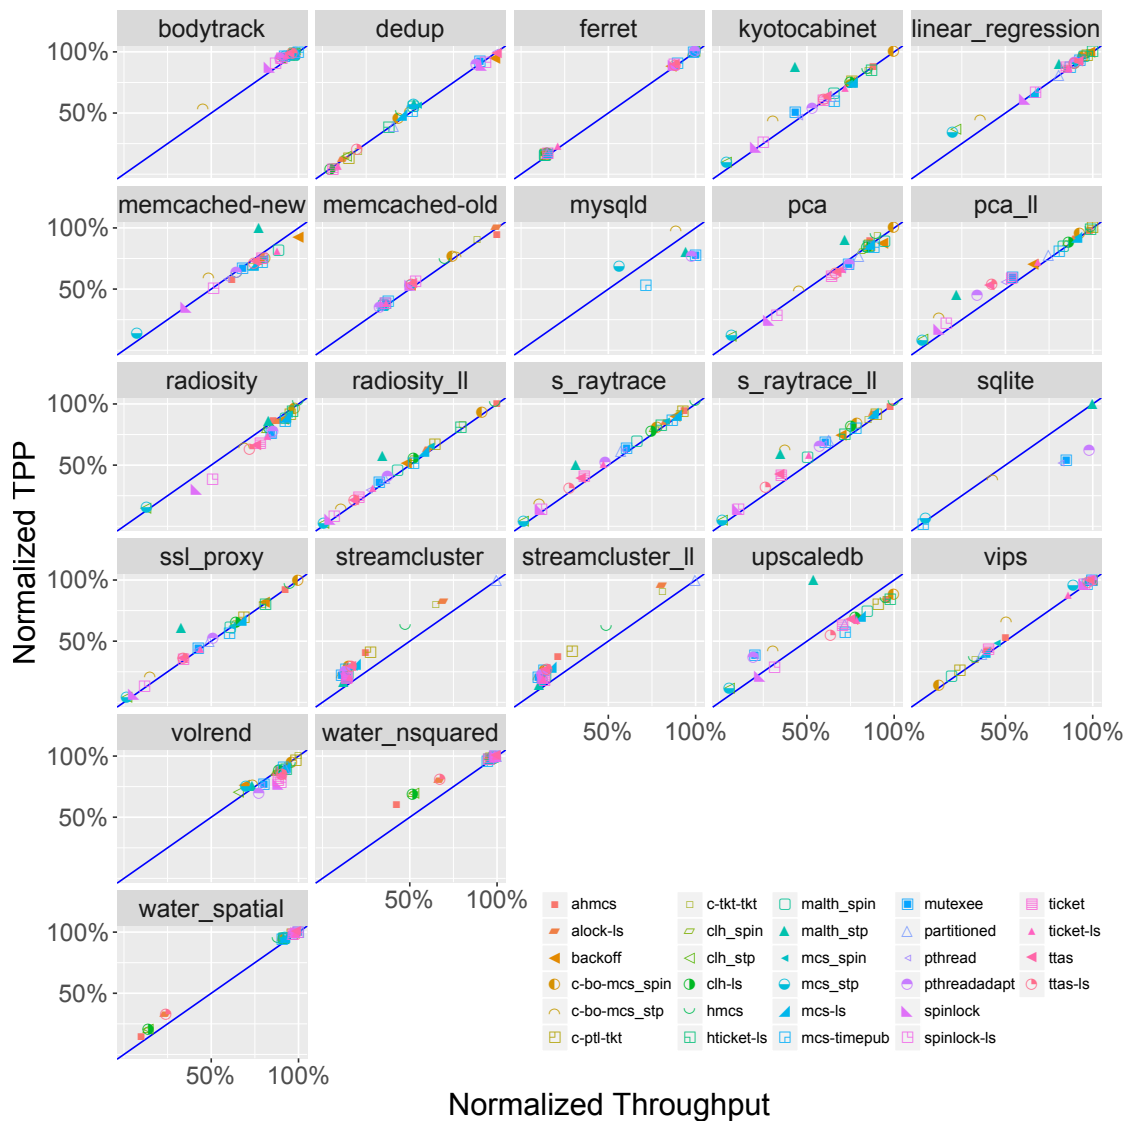 bodytrack dedup ferret kyotocabinet linear_regression
100%
50%
memcached-new memcached-old mysqld pca pca_ll
100%
50%
radiosity radiosity_ll s_raytrace s_raytrace_ll sqlite
100%
50%
ssl_proxy streamcluster streamcluster_ll upscaledb vips
100%
50%
50% 100% 50% 100% 50% 100%
volrend water_nsquared
100%
50%
50% 100%
water_spatial
100%
50%
50% 100%
Normalized TPP
Normalized Throughput
ahmcs c-tkt-tkt malth_spin mutexee ticket
alock-ls clh_spin malth_stp partitioned ticket-ls
backoff clh_stp mcs_spin pthread ttas
c-bo-mcs_spin clh-ls mcs_stp pthreadadapt ttas-ls
c-bo-mcs_stp hmcs mcs-ls spinlock
c-ptl-tkt hticket-ls mcs-timepub spinlock-ls